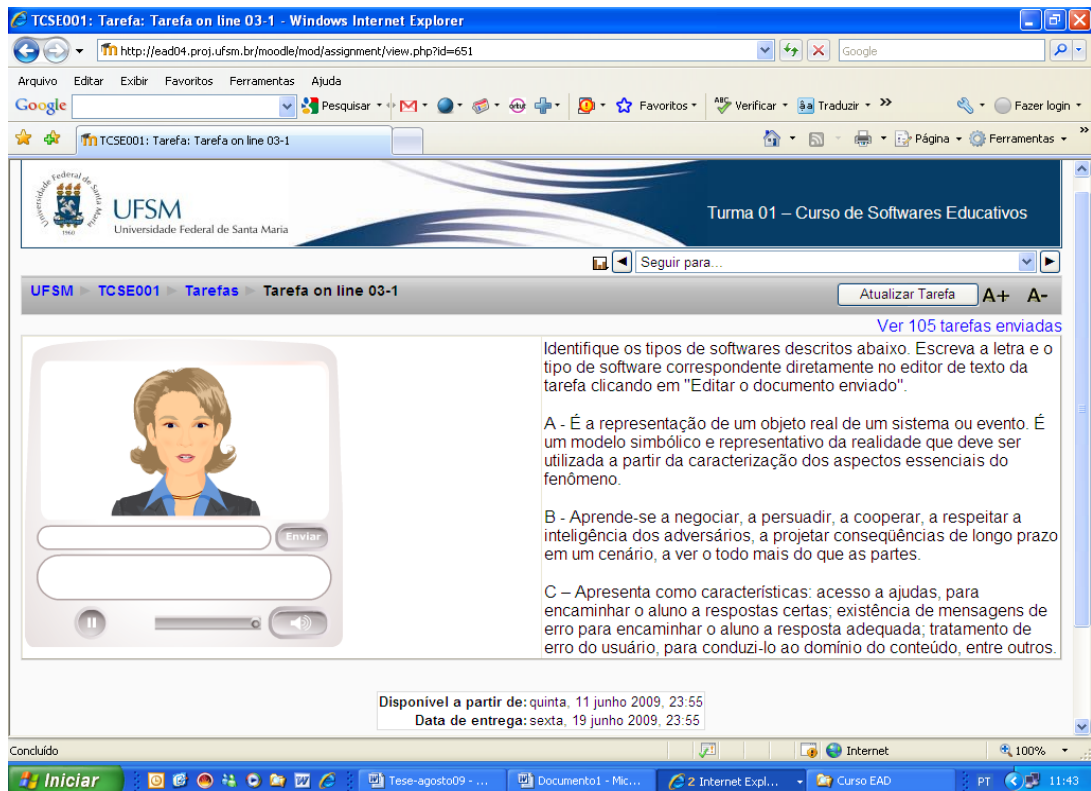 TCSE001: Tarefa: Tarefa on line 03-1 - Windows Internet Explorer
http://ead04.proj.ufsm.br/moodle/mod/assignment/view.php?id=651
Google
Arquivo Editar Exibir Favoritos Ferramentas Ajuda
Google Pesquisar Favoritos Verificar Traduzir Fazer login
TCSE001: Tarefa: Tarefa on line 03-1 Página Ferramentas
Universidade Federal de Santa Maria
1960
UFSM
Universidade Federal de Santa Maria
Turma 01 – Curso de Softwares Educativos
Seguir para...
UFSM TCSE001 Tarefas Tarefa on line 03-1 Atualizar Tarefa A+ A-
Ver 105 tarefas enviadas
Identifique os tipos de softwares descritos abaixo. Escreva a letra e o
tipo de software correspondente diretamente no editor de texto da
tarefa clicando em "Editar o documento enviado".
A - É a representação de um objeto real de um sistema ou evento. É
um modelo simbólico e representativo da realidade que deve ser
utilizada a partir da caracterização dos aspectos essenciais do
fenômeno.
B - Aprende-se a negociar, a persuadir, a cooperar, a respeitar a
inteligência dos adversários, a projetar conseqüências de longo prazo
em um cenário, a ver o todo mais do que as partes.
C – Apresenta como características: acesso a ajudas, para
encaminhar o aluno a respostas certas; existência de mensagens de
erro para encaminhar o aluno a resposta adequada; tratamento de
erro do usuário, para conduzi-lo ao domínio do conteúdo, entre outros.
Enviar
Disponível a partir de: quinta, 11 junho 2009, 23:55
Data de entrega: sexta, 19 junho 2009, 23:55
Concluído Internet 100%
Iniciar Tese-agosto09 - ... Documento1 - Mic... 2 Internet Expl... Curso EAD PT 11:43